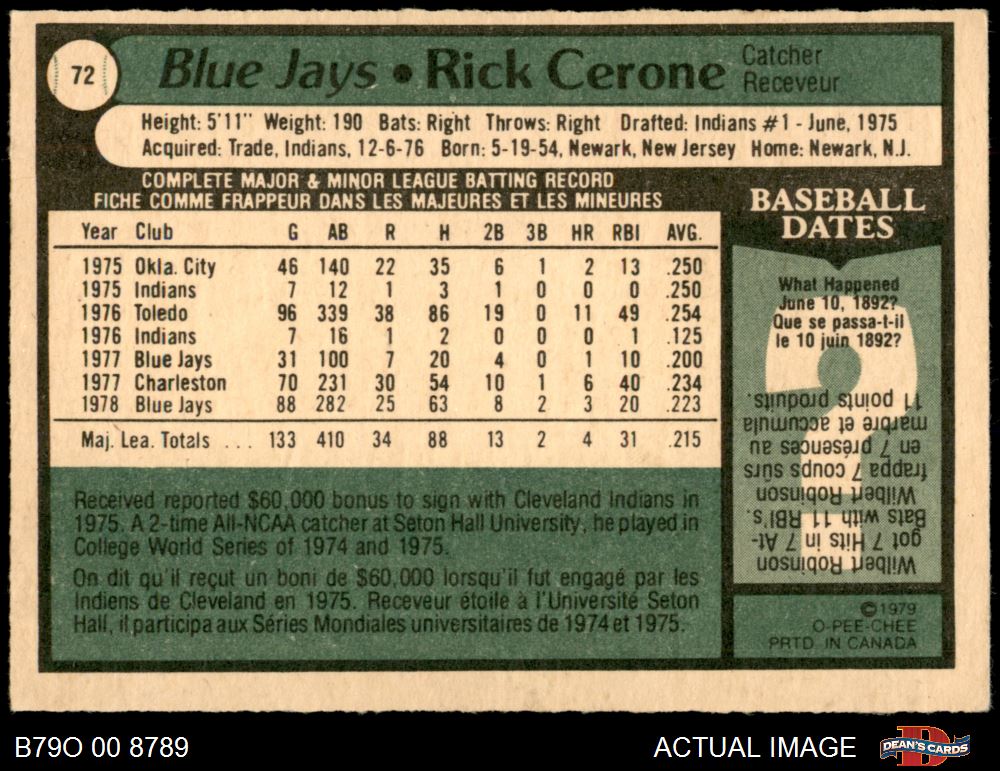 72
Blue Jays • Rick Cerone
Catcher
Receveur
Height: 5'11" Weight: 190 Bats: Right Throws: Right Drafted: Indians #1 - June, 1975
Acquired: Trade, Indians, 12-6-76 Born: 5-19-54, Newark, New Jersey Home: Newark, N.J.
COMPLETE MAJOR & MINOR LEAGUE BATTING RECORD
FICHE COMME FRAPPEUR DANS LES MAJEURES ET LES MINEURES
Year Club G AB R H 2B 3B HR RBI AVG.
1975 Okla. City 46 140 22 35 6 1 2 13 .250
1975 Indians 7 12 1 3 1 0 0 0 .250
1976 Toledo 96 339 38 86 19 0 11 49 .254
1976 Indians 7 16 1 2 0 0 0 1 .125
1977 Blue Jays 31 100 7 20 4 0 1 10 .200
1977 Charleston 70 231 30 54 10 1 6 40 .234
1978 Blue Jays 88 282 25 63 8 2 3 20 .223
Maj. Lea. Totals ... 133 410 34 88 13 2 4 31 .215
Received reported $60,000 bonus to sign with Cleveland Indians in
1975. A 2-time All-NCAA catcher at Seton Hall University, he played in
College World Series of 1974 and 1975.
On dit qu'il reçut un boni de $60,000 lorsqu'il fut engagé par les
Indiens de Cleveland en 1975. Receveur étoile à l'Université Seton
Hall, il participa aux Séries Mondiales universitaires de 1974 et 1975.
BASEBALL
DATES
What Happened
June 10, 1892?
Que se passa-t-il
le 10 juin 1892?
Wilbert Robinson
got 7 Hits in 7 At-
Bats with 11 RBI's.
Wilbert Robinson
frappa 7 coups sûrs
en 7 présences au
marbre et accumula
11 points produits.
©1979
O-PEE-CHEE
PRTD. IN CANADA
B79O 00 8789
ACTUAL IMAGE
DEAN'S CARDS